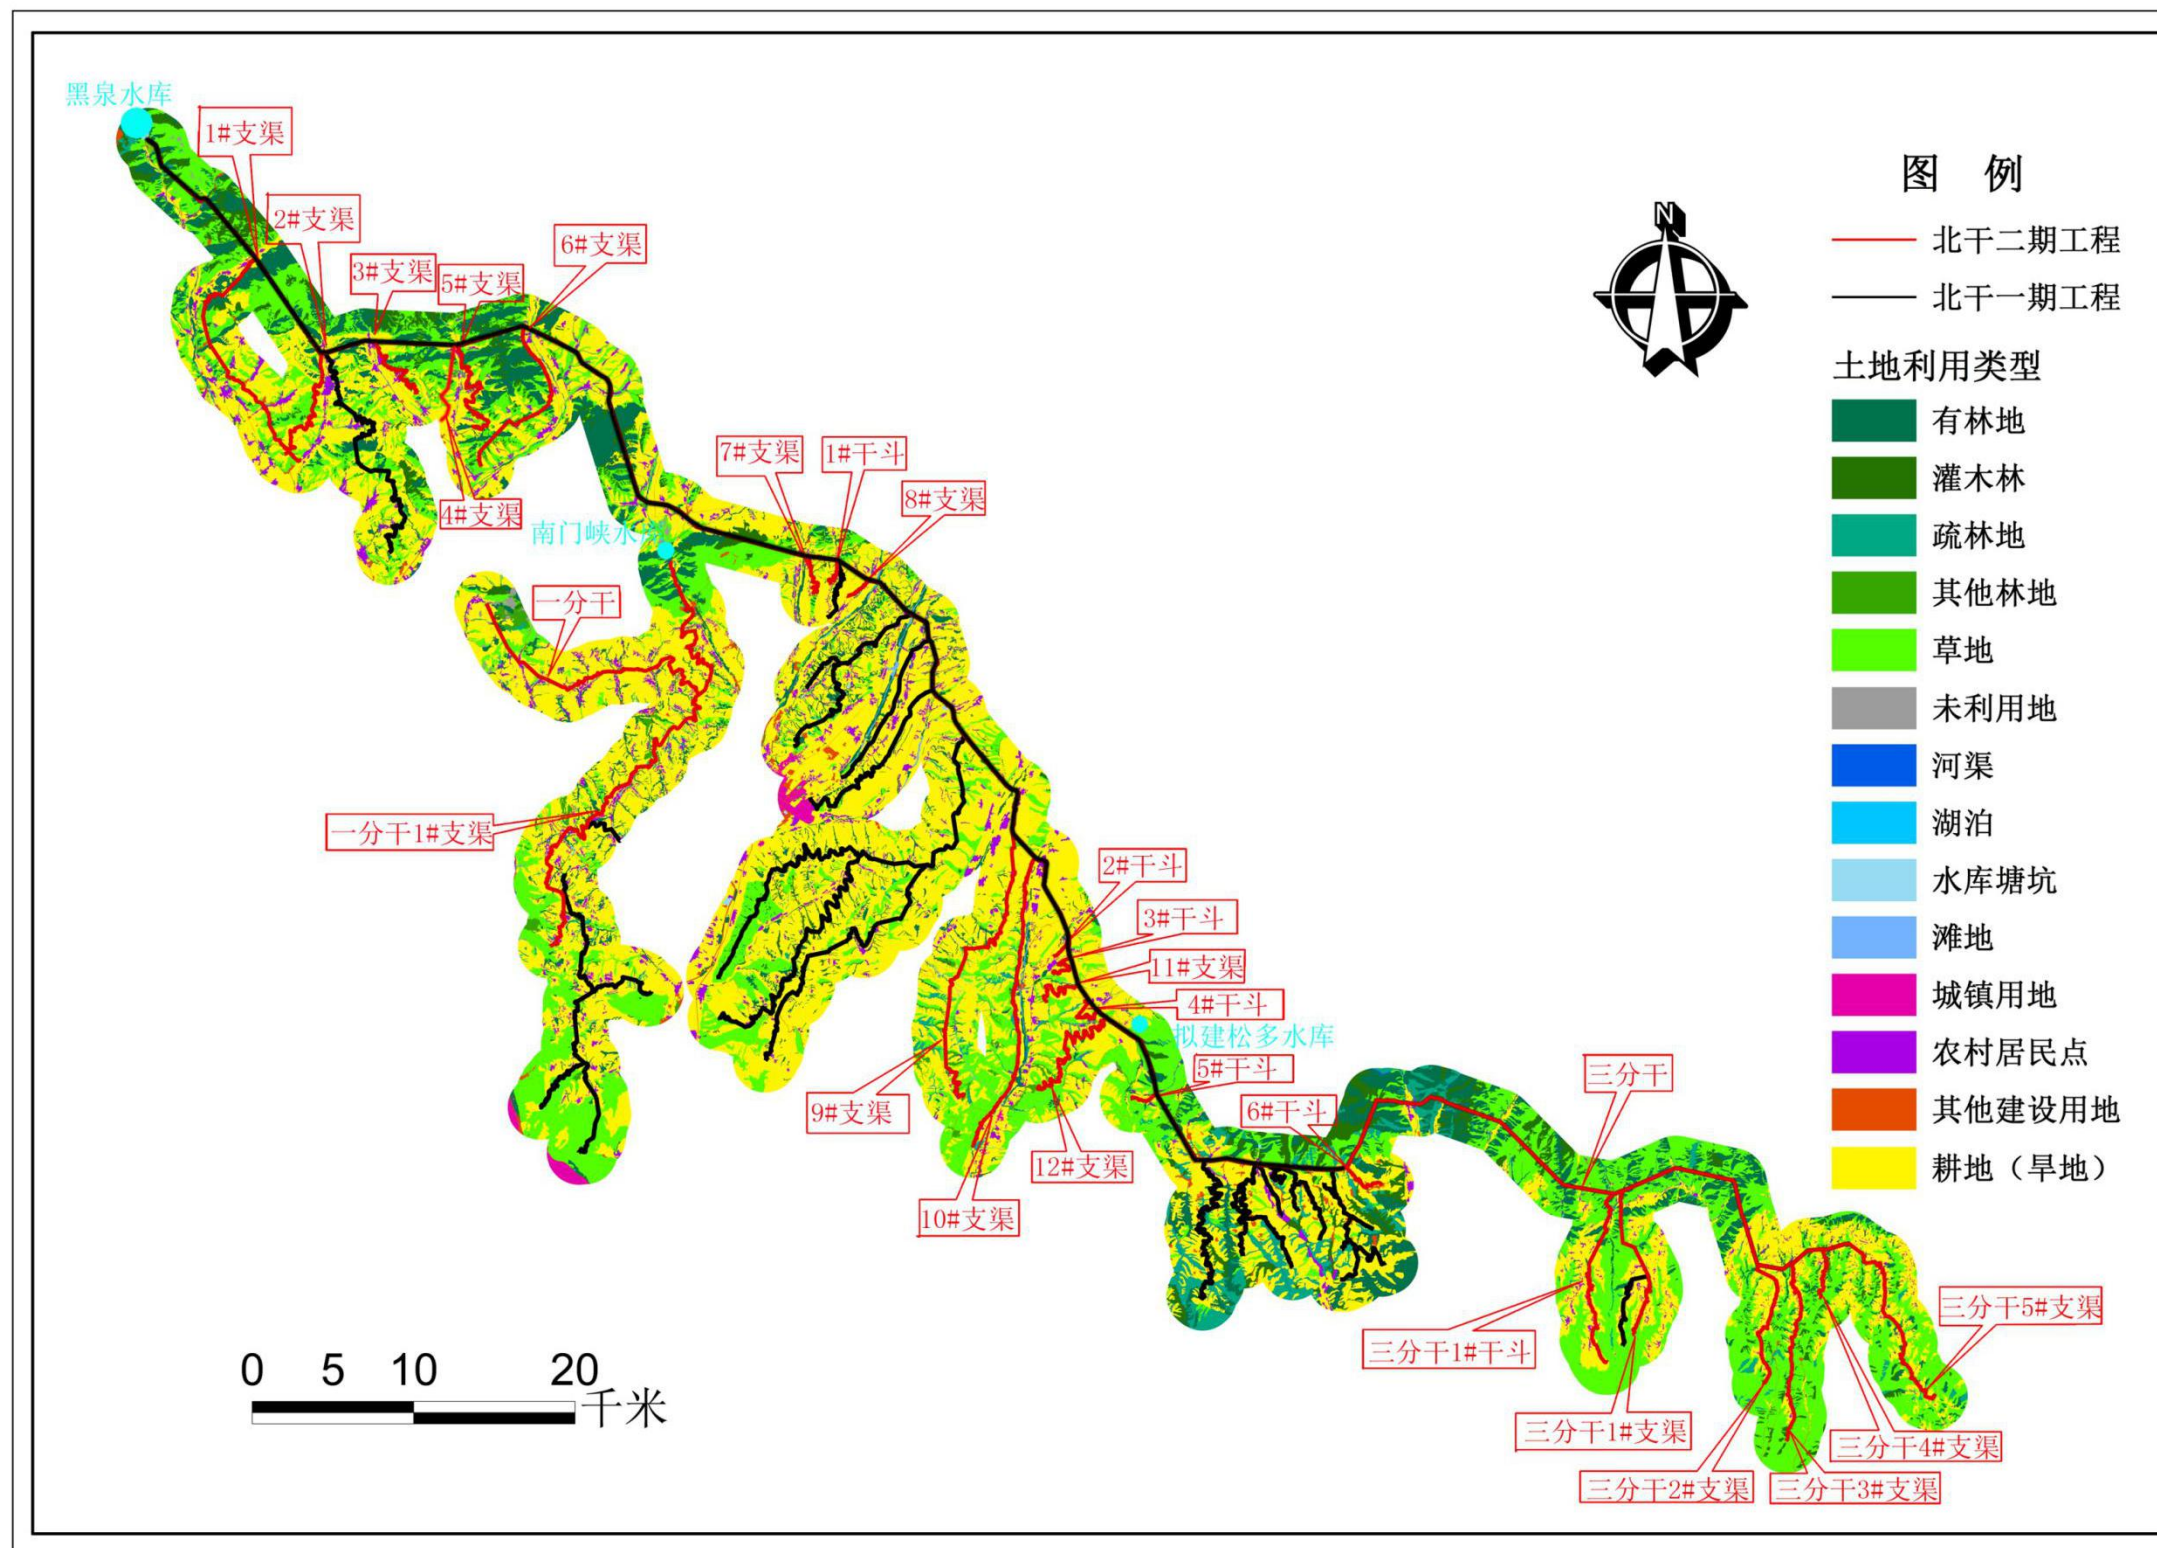 黑泉水库
1#支渠
2#支渠
3#支渠
5#支渠
6#支渠
4#支渠
7#支渠
1#干斗
8#支渠
南门峡水库
一分干
一分干1#支渠
2#干斗
3#干斗
11#支渠
4#干斗
拟建松多水库
5#干斗
6#干斗
9#支渠
12#支渠
10#支渠
三分干
三分干1#干斗
三分干1#支渠
三分干2#支渠
三分干3#支渠
三分干4#支渠
三分干5#支渠
N
图 例
北干二期工程
北干一期工程
土地利用类型
有林地
灌木林
疏林地
其他林地
草地
未利用地
河渠
湖泊
水库塘坑
滩地
城镇用地
农村居民点
其他建设用地
耕地（旱地）
0 5 10 20
千米